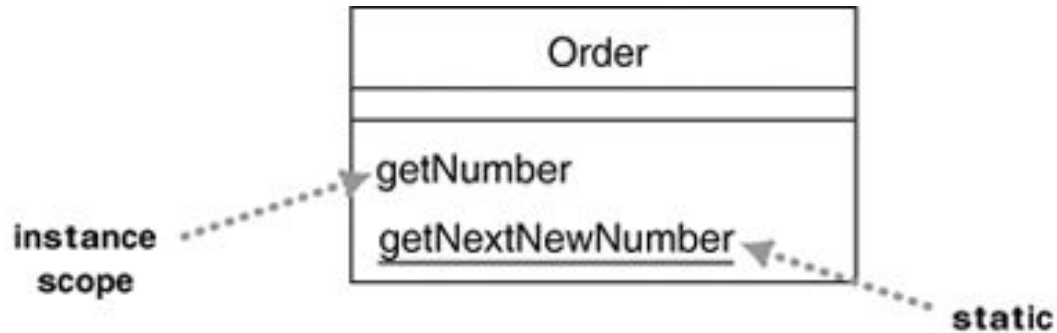 Order
getNumber
instance
scope
getNextNewNumber
static